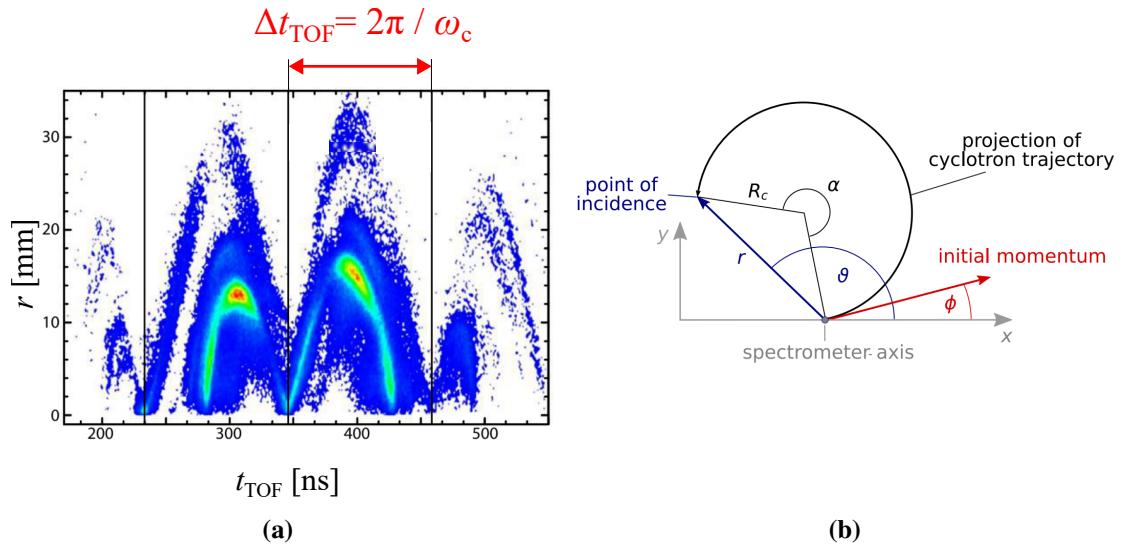 Δt_TOF = 2π / ω_c
r [mm]
30
20
10
0
200
300
400
500
t_TOF [ns]
(a)
projection of
cyclotron trajectory
point of
incidence
R_c
α
y
r
ϑ
initial momentum
ϕ
x
spectrometer axis
(b)